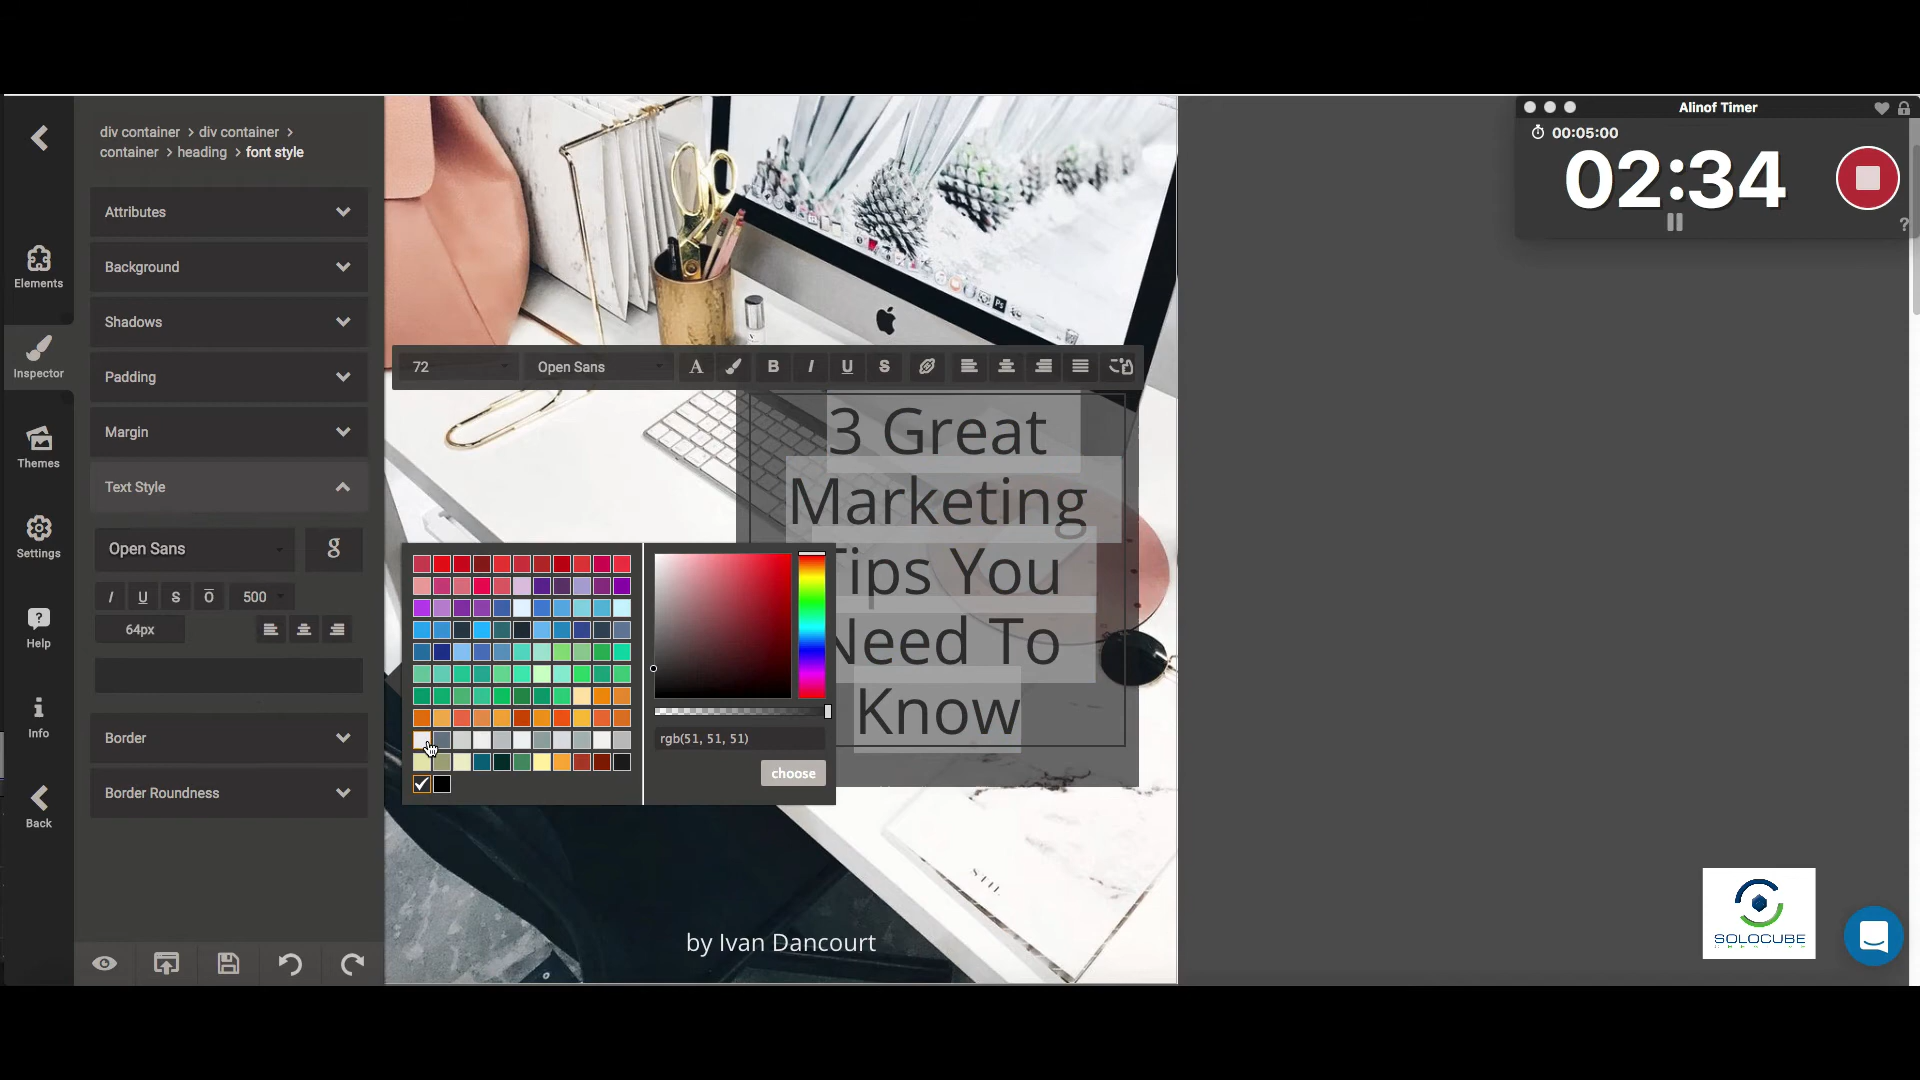 Alinof Timer
00:05:00
02:34
?
div container > div container >
container > heading > font style
Attributes
Background
Shadows
Padding
Margin
Text Style
Open Sans
g
I U S O 500
64px
Border
Border Roundness
Elements
Inspector
Themes
Settings
?
Help
Info
Back
72 Open Sans A B I U S
3 Great
Marketing
Tips You
Need To
Know
rgb(51, 51, 51)
choose
by Ivan Dancourt
Ps
SOLOCUBE